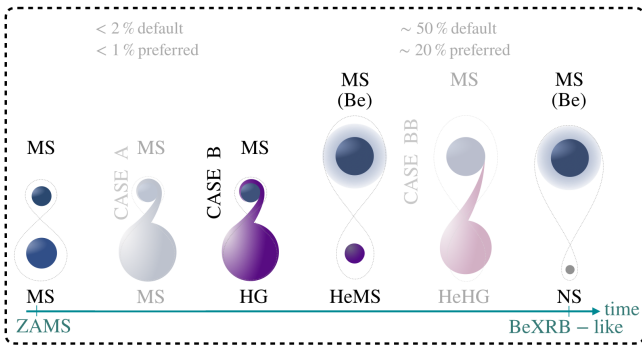 < 2 % default
< 1 % preferred
∼ 50 % default
∼ 20 % preferred
MS
CASE A
MS
CASE B
MS
MS
(Be)
CASE BB
MS
MS
(Be)
MS
MS
HG
HeMS
HeHG
NS
time
ZAMS
BeXRB − like